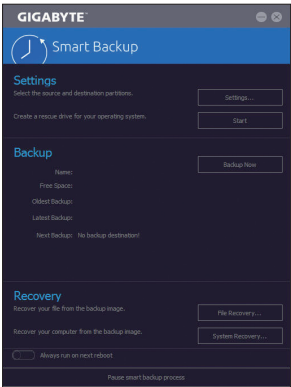 GIGABYTE™
Smart Backup
Settings
Select the source and destination partitions.
Settings...
Create a rescue drive for your operating system.
Start
Backup
Backup Now
Name:
Free Space:
Oldest Backup:
Latest Backup:
Next Backup: No backup destination!
Recovery
Recover your file from the backup image.
File Recovery...
Recover your computer from the backup image.
System Recovery...
Always run on next reboot
Pause smart backup process